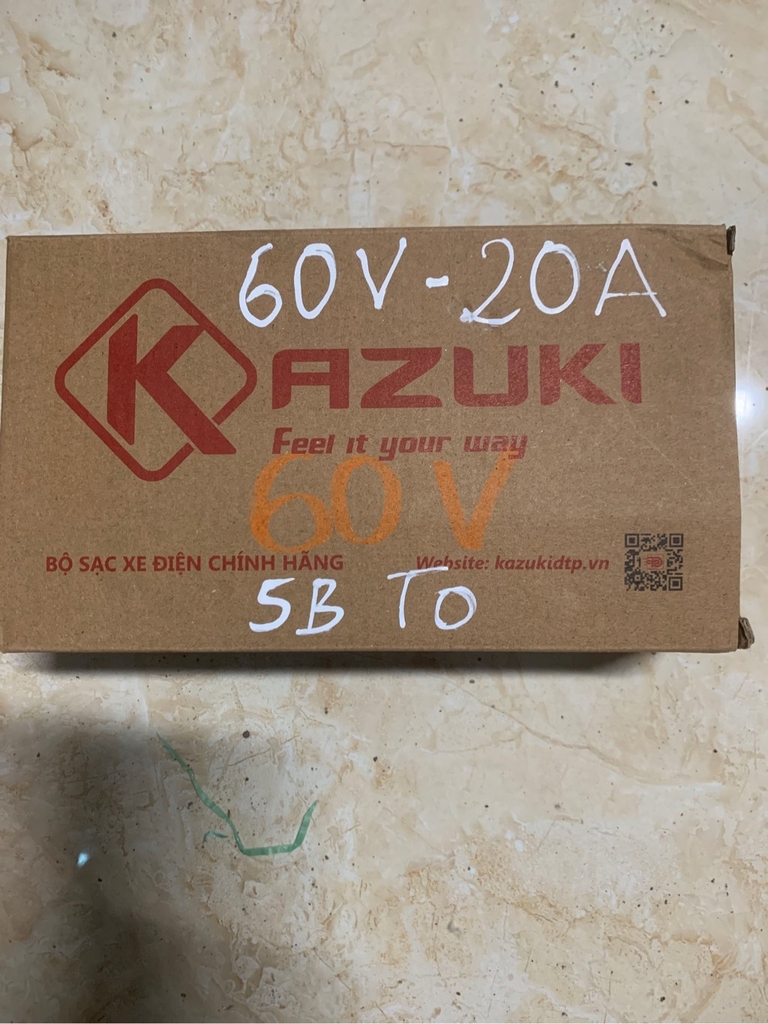 60V-20A
KAZUKI
Feel it your way
60V
BỘ SẠC XE ĐIỆN CHÍNH HÃNG
Website: kazukidtp.vn
5B TO